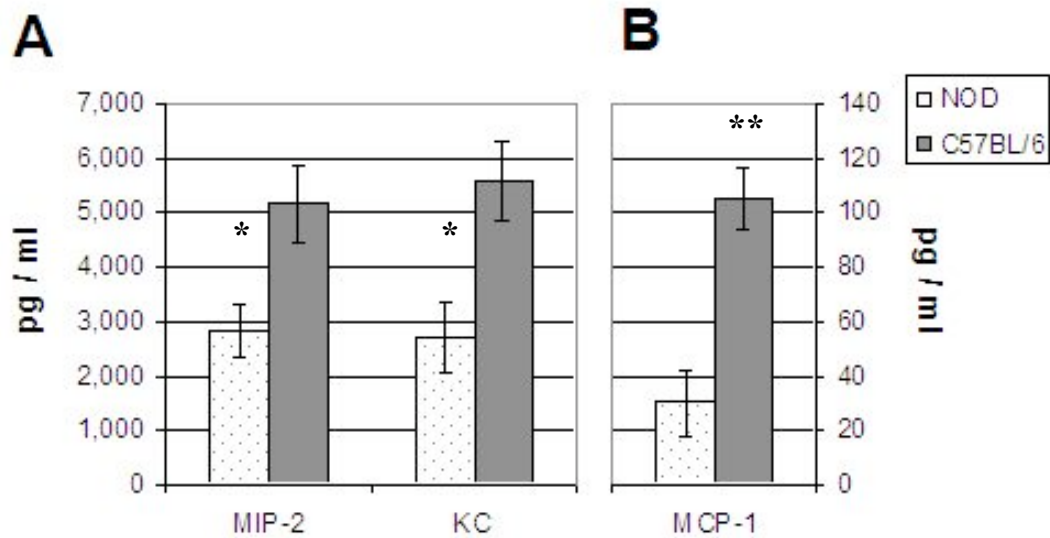 A
B
7,000
6,000
5,000
4,000
3,000
2,000
1,000
0
pg / ml
*
*
**
MIP-2
KC
MCP-1
140
120
100
80
60
40
20
0
pg / ml
NOD
C57BL/6